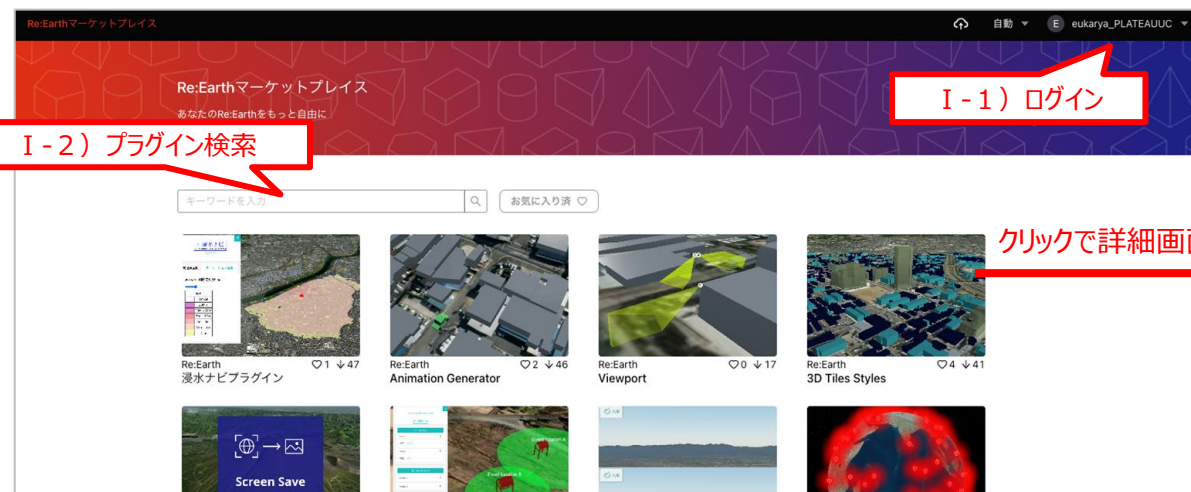 Re:Earthマーケットプレイス
自動
E eukarya_PLATEAUUC
Re:Earthマーケットプレイス
あなたのRe:Earthをもっと自由に
Ⅰ-1）ログイン
Ⅰ-2）プラグイン検索
キーワードを入力
お気に入り済
クリックで詳細画
Re:Earth 1 47
浸水ナビプラグイン
Re:Earth 2 46
Animation Generator
Re:Earth 0 17
Viewport
Re:Earth 4 41
3D Tiles Styles
Screen Save